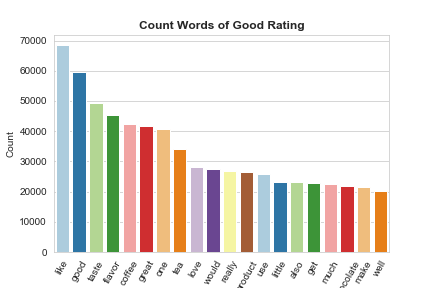 Count Words of Good Rating
70000
60000
50000
40000
30000
20000
10000
0
Count
like
good
taste
flavor
coffee
great
one
tea
love
would
really
product
use
little
also
get
much
ocolate
make
well